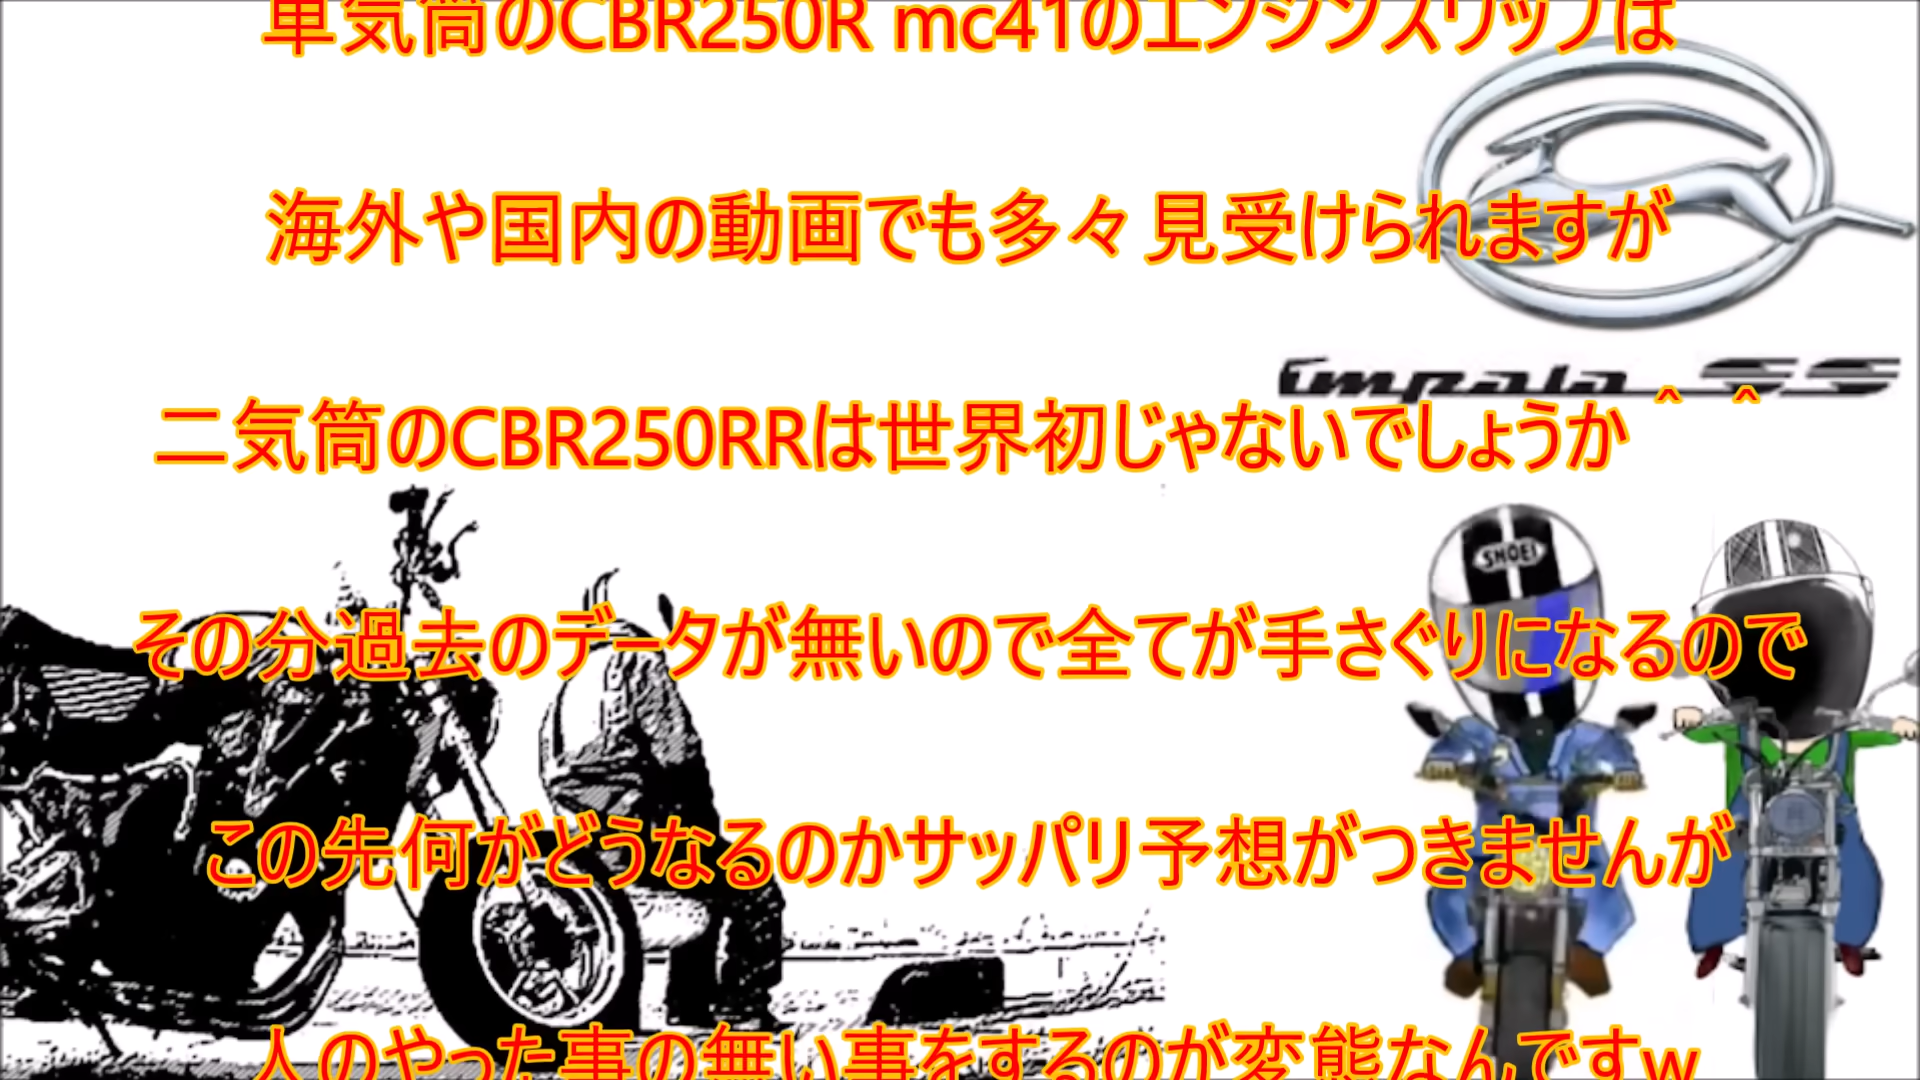 単気筒のCBR250R mc41のエンジンスワップは
海外や国内の動画でも多々見受けられますが
impala SS
二気筒のCBR250RRは世界初じゃないでしょうか＾ ＾
SHOEI
その分過去のデータが無いので全てが手さぐりになるので
この先何がどうなるのかサッパリ予想がつきませんが
人のやった事の無い事をするのが変態なんですw